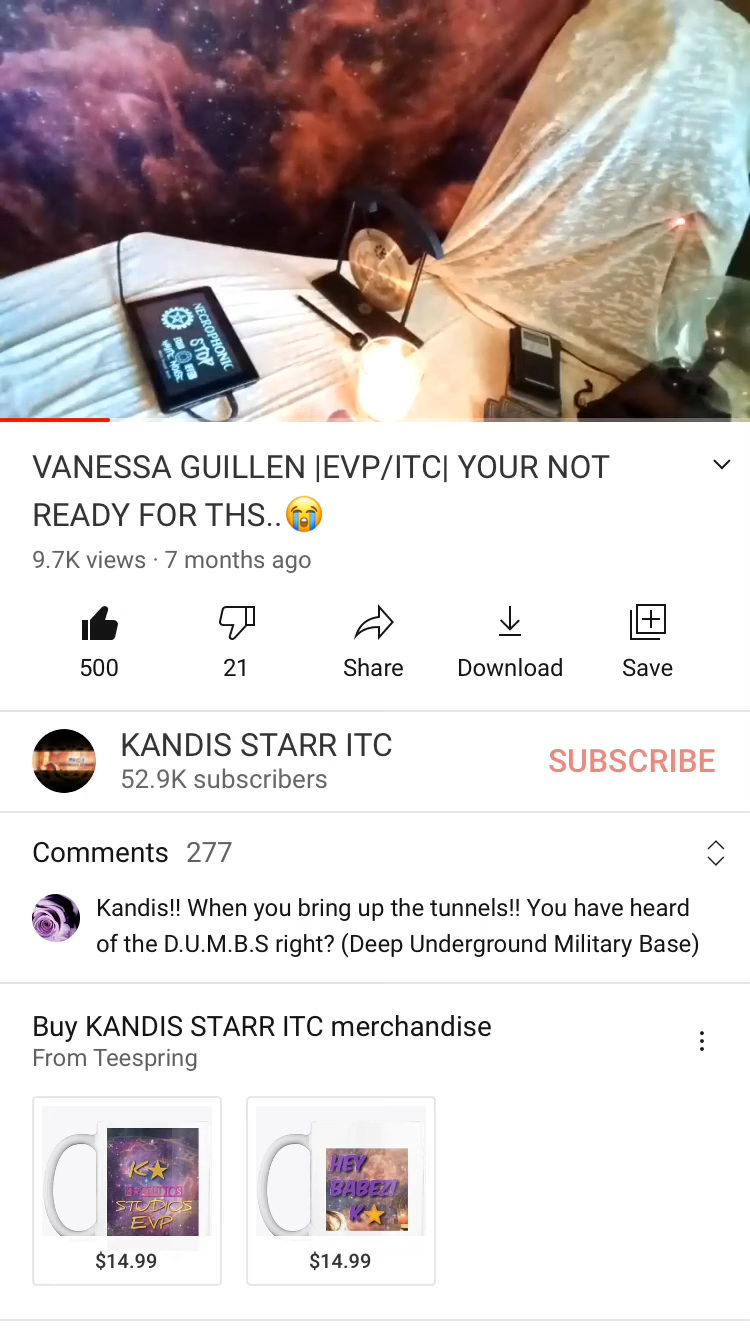 NECROPHONIC
STOP
VANESSA GUILLEN |EVP/ITC| YOUR NOT
READY FOR THS..😭
9.7K views · 7 months ago
500
21
Share
Download
Save
KANDIS STARR ITC
52.9K subscribers
SUBSCRIBE
Comments 277
Kandis!! When you bring up the tunnels!! You have heard
of the D.U.M.B.S right? (Deep Underground Military Base)
Buy KANDIS STARR ITC merchandise
From Teespring
K
STUDIOS
EVP
$14.99
HEY
BABEZ!
K
$14.99